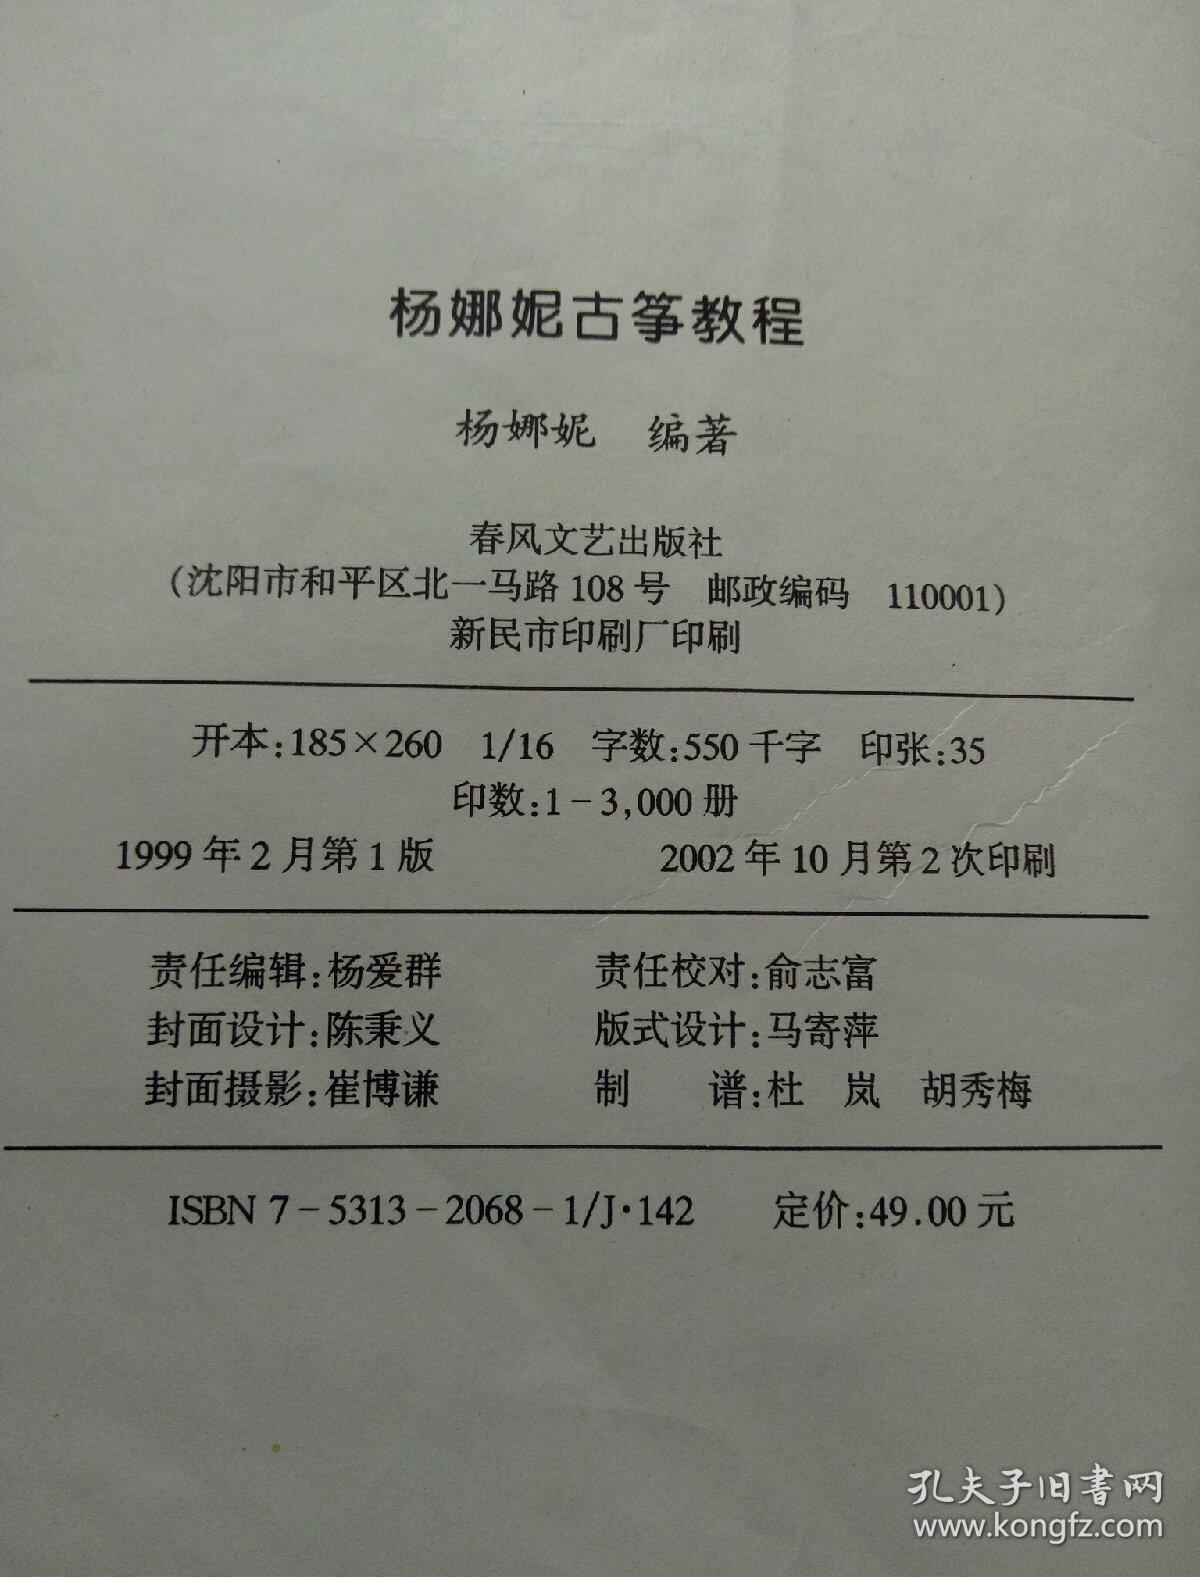 杨娜妮古筝教程
杨娜妮 编著
春风文艺出版社
(沈阳市和平区北一马路108号 邮政编码 110001)
新民市印刷厂印刷
开本:185×260 1/16 字数:550千字 印张:35
印数:1-3,000册
1999年2月第1版 2002年10月第2次印刷
责任编辑:杨爱群 责任校对:俞志富
封面设计:陈秉义 版式设计:马寄萍
封面摄影:崔博谦 制 谱:杜 岚 胡秀梅
ISBN 7-5313-2068-1/J·142 定价:49.00元
孔夫子旧书网
www.kongfz.com